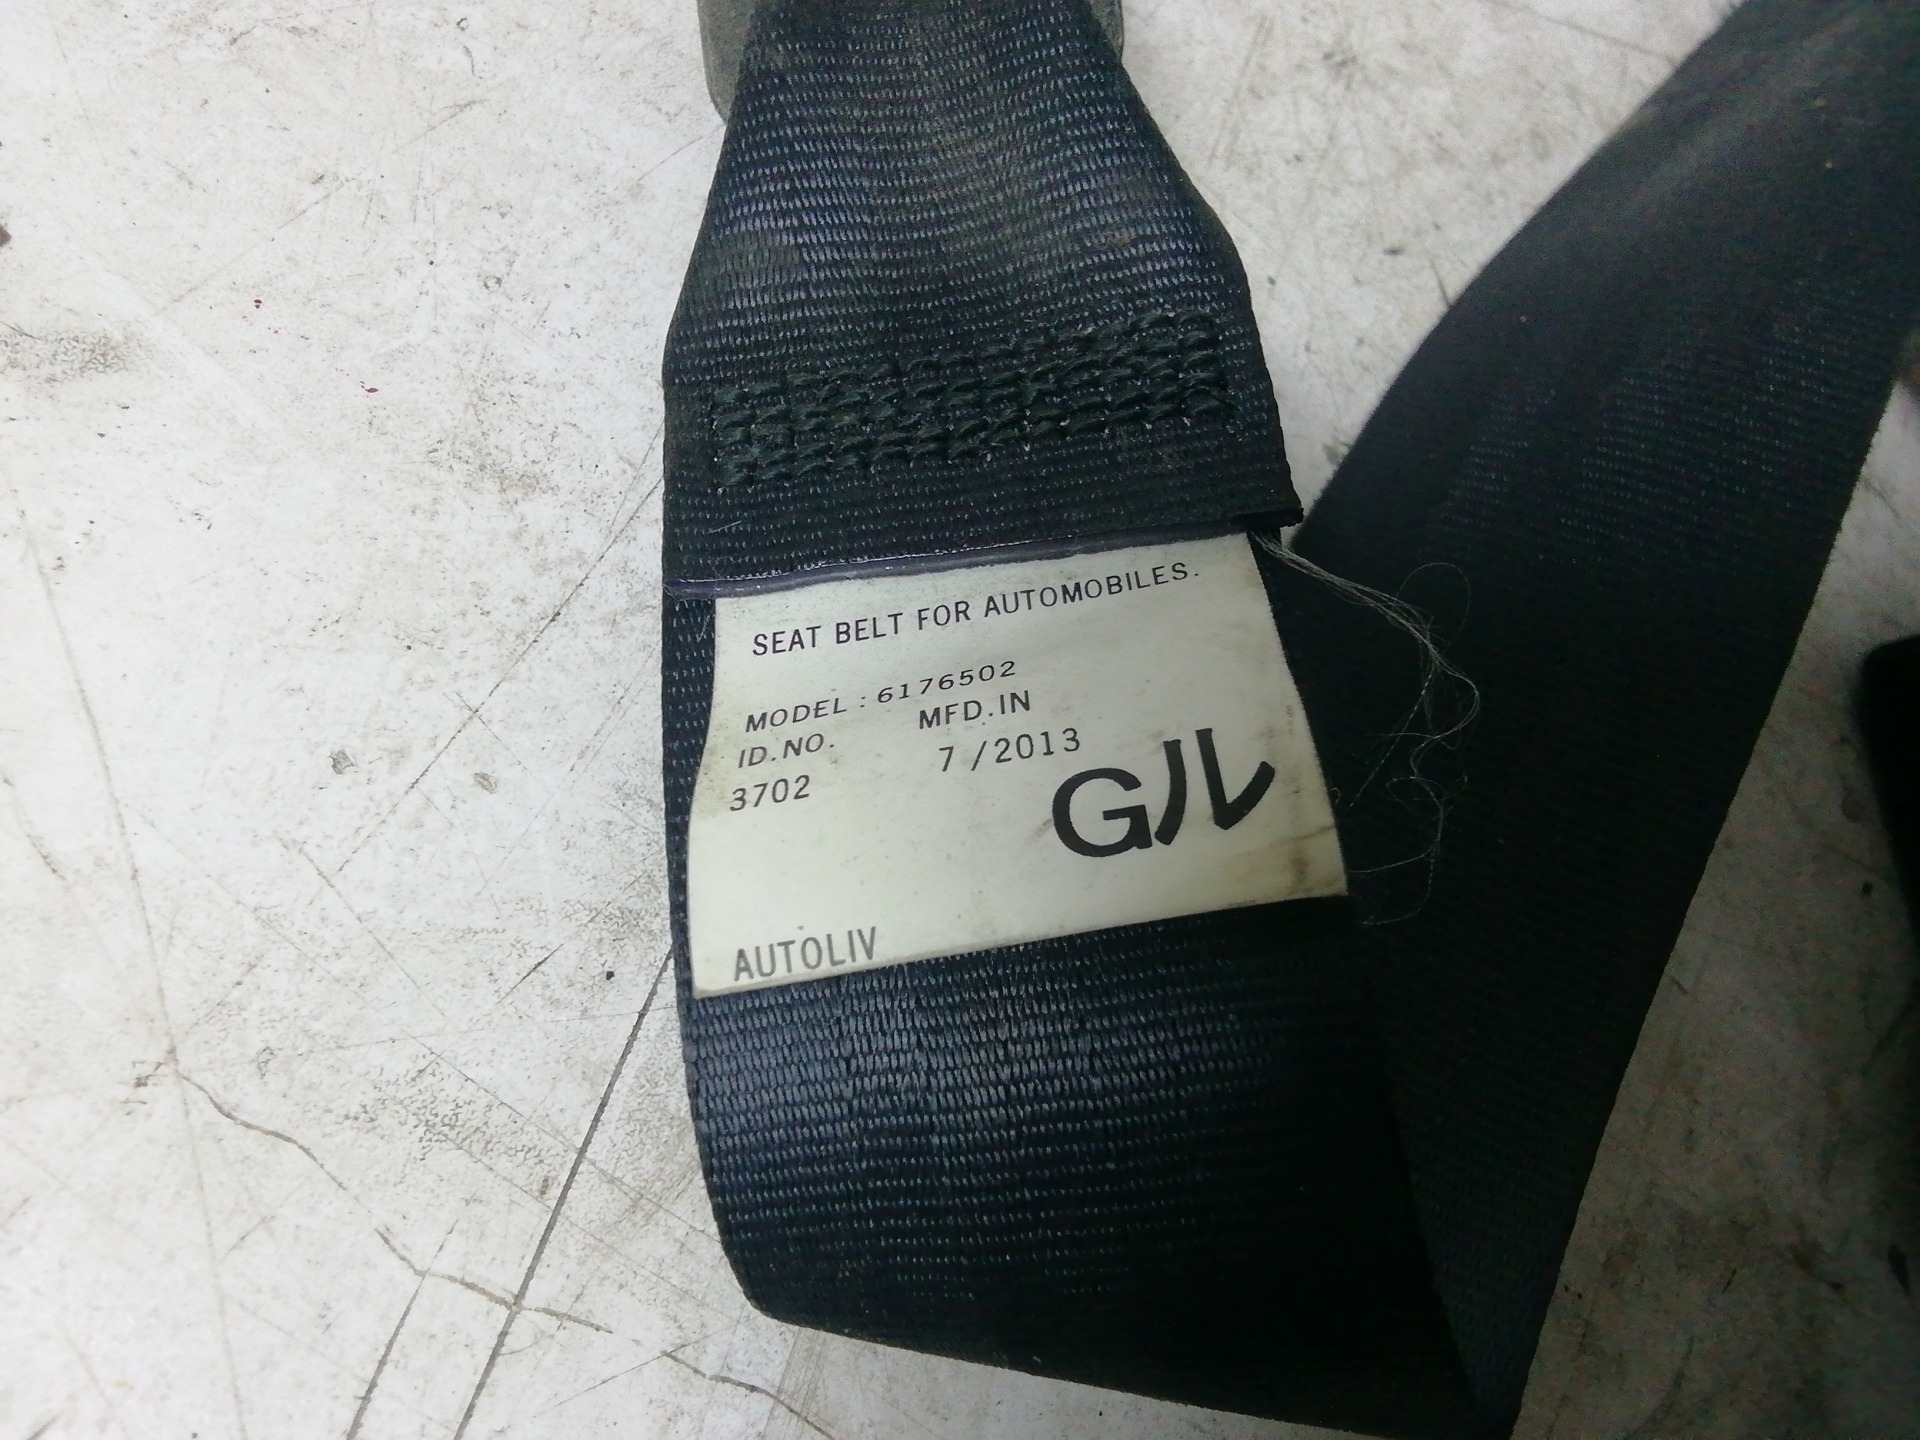 SEAT BELT FOR AUTOMOBILES.
MODEL : 6176502
ID.NO. MFD.IN
3702 7 /2013
Gル
AUTOLIV